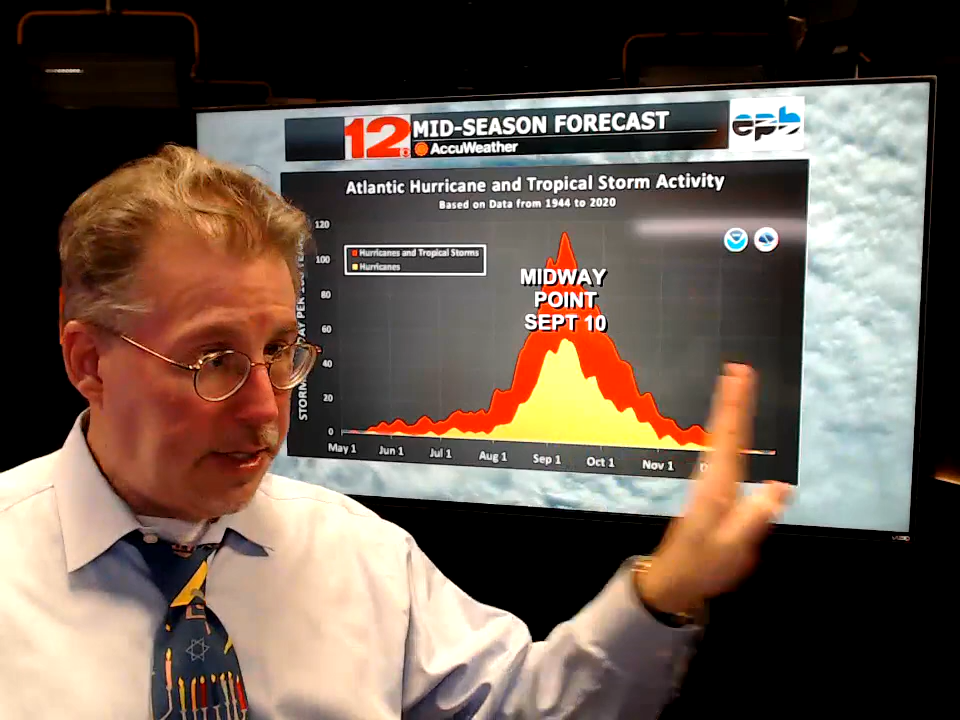 12 MID-SEASON FORECAST epb
AccuWeather
Atlantic Hurricane and Tropical Storm Activity
Based on Data from 1944 to 2020
120
Hurricanes and Tropical Storms
100
Hurricanes
80
MIDWAY
POINT
SEPT 10
60
40
20
0
May 1 Jun 1 Jul 1 Aug 1 Sep 1 Oct 1 Nov 1
VIZIO